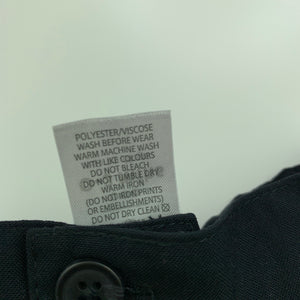 POLYESTER/VISCOSE
WASH BEFORE WEAR
WARM MACHINE WASH
WITH LIKE COLOURS
DO NOT BLEACH
DO NOT TUMBLE DRY
WARM IRON
(DO NOT IRON PRINTS
OR EMBELLISHMENTS)
DO NOT DRY CLEAN